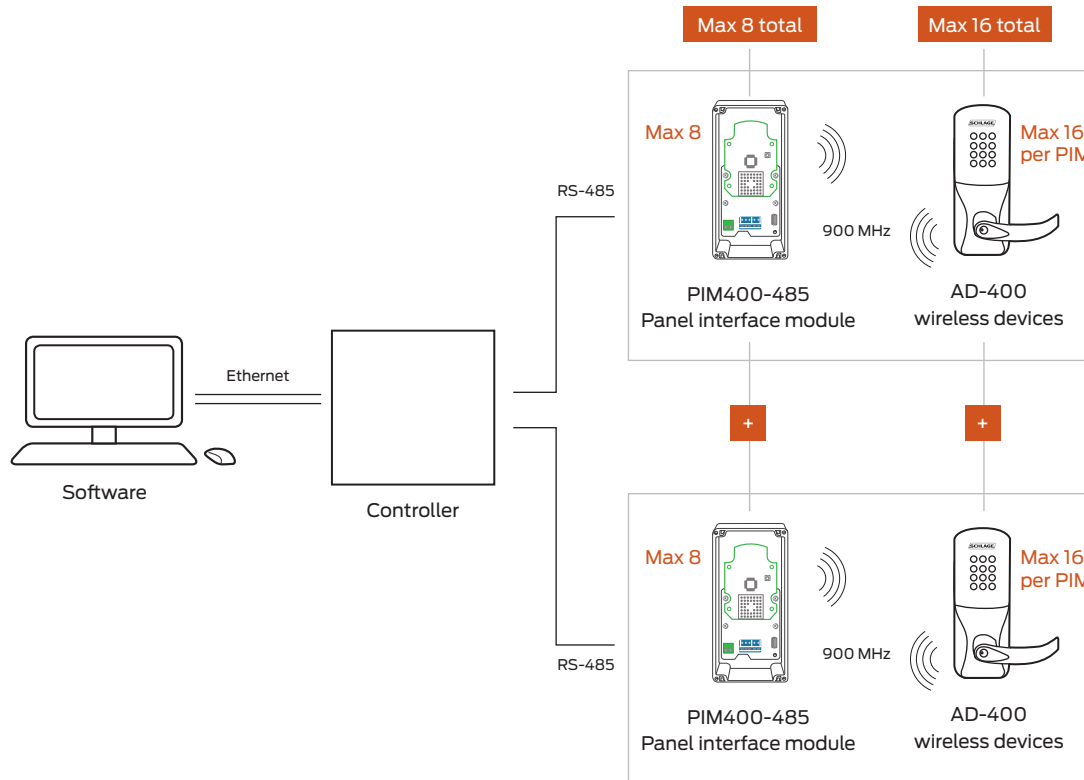 Max 8 total
Max 16 total
Max 8
SCHLAGE
Max 16
per PIM
RS-485
900 MHz
PIM400-485
Panel interface module
AD-400
wireless devices
Ethernet
Software
Controller
+
+
Max 8
SCHLAGE
Max 16
per PIM
900 MHz
RS-485
PIM400-485
Panel interface module
AD-400
wireless devices